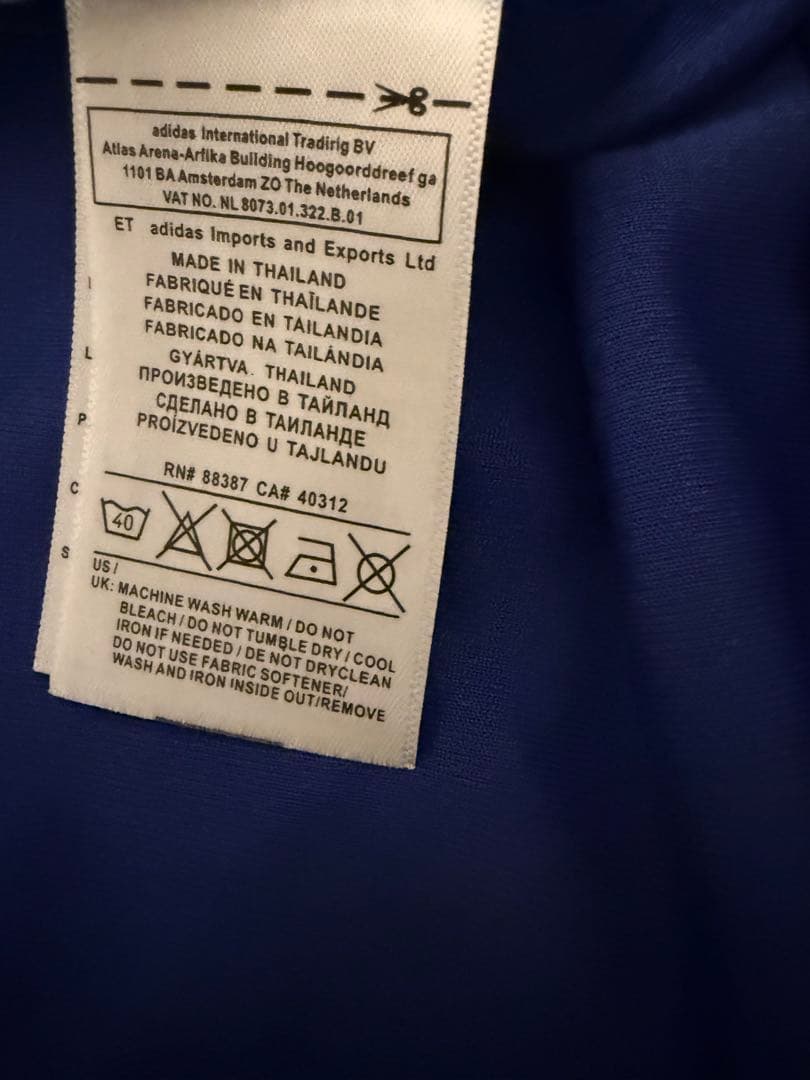 adidas International Tradirig BV
Atlas Arena-Arfika Building Hoogoorddreef ga
1101 BA Amsterdam ZO The Netherlands
VAT NO. NL 8073.01.322.B.01
ET adidas Imports and Exports Ltd
MADE IN THAILAND
FABRIQUÉ EN THAÏLANDE
FABRICADO EN TAILANDIA
FABRICADO NA TAILÂNDIA
GYÁRTVA. THAILAND
ПРОИЗВЕДЕНО В ТАЙЛАНД
СДЕЛАНО В ТАИЛАНДЕ
PROÍZVEDENO U TAJLANDU
RN# 88387 CA# 40312
40
US /
UK: MACHINE WASH WARM / DO NOT
BLEACH / DO NOT TUMBLE DRY / COOL
IRON IF NEEDED / DE NOT DRYCLEAN
DO NOT USE FABRIC SOFTENER/
WASH AND IRON INSIDE OUT/REMOVE
I
L
P
C
S